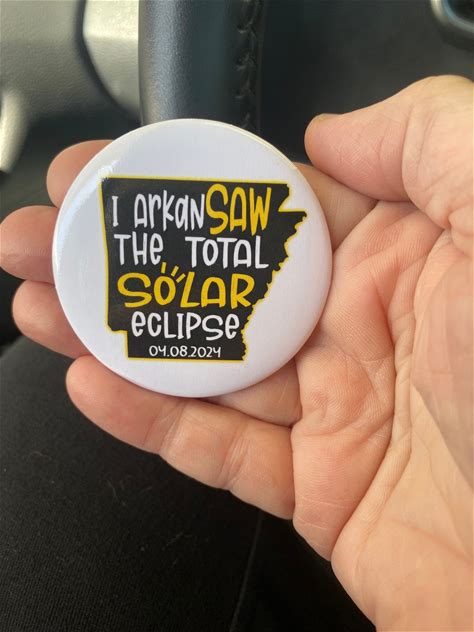 I arkanSAW
THE TOTAL
SOLAR
eCLIPSe
04.08.2024